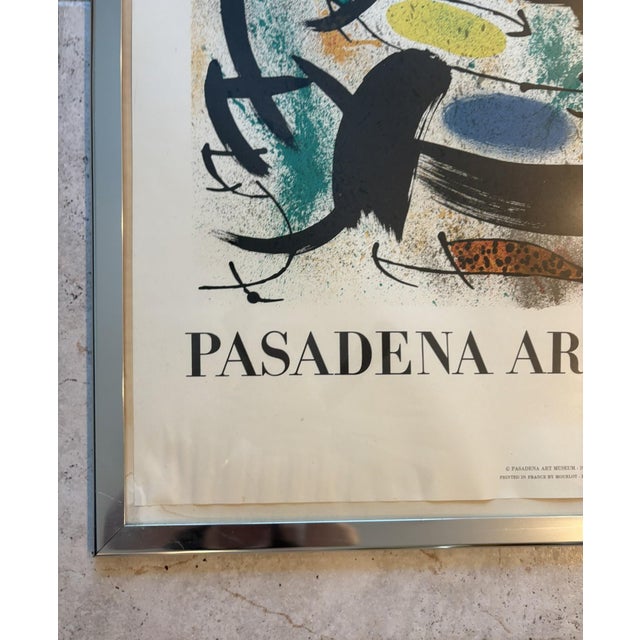 PASADENA AR
© PASADENA ART MUSEUM -
PRINTED IN FRANCE BY MOURLOT -